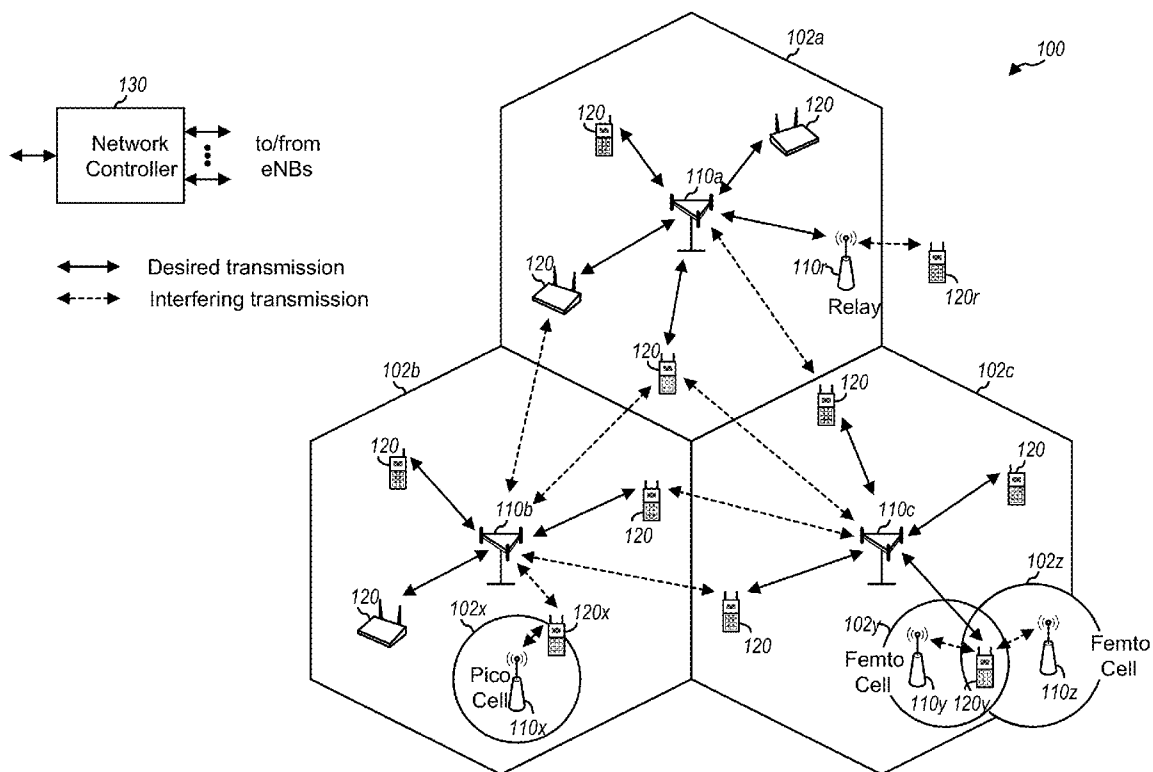 102a
100
130
Network
Controller
to/from
eNBs
120
120
110a
Desired transmission
Interfering transmission
120
110r
Relay
120r
120
102b
102c
120
120
120
110b
120
110c
120
102x
120x
Pico
Cell
110x
120
102z
102y
Femto
Cell
Femto
Cell
110y
120y
110z